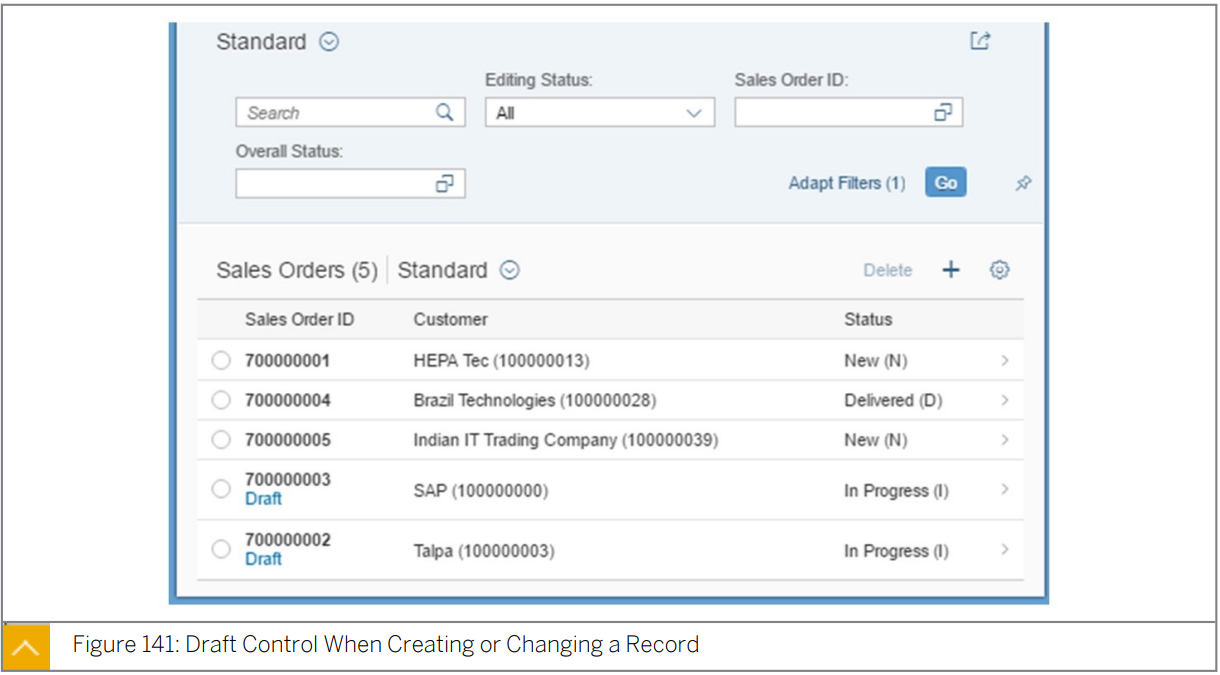 Standard
Editing Status:
Sales Order ID:
Search
All
Overall Status:
Adapt Filters (1)
Go
Sales Orders (5) Standard
Delete
Sales Order ID Customer Status
700000001 HEPA Tec (100000013) New (N)
700000004 Brazil Technologies (100000028) Delivered (D)
700000005 Indian IT Trading Company (100000039) New (N)
700000003
Draft
SAP (100000000) In Progress (I)
700000002
Draft
Talpa (100000003) In Progress (I)
Figure 141: Draft Control When Creating or Changing a Record